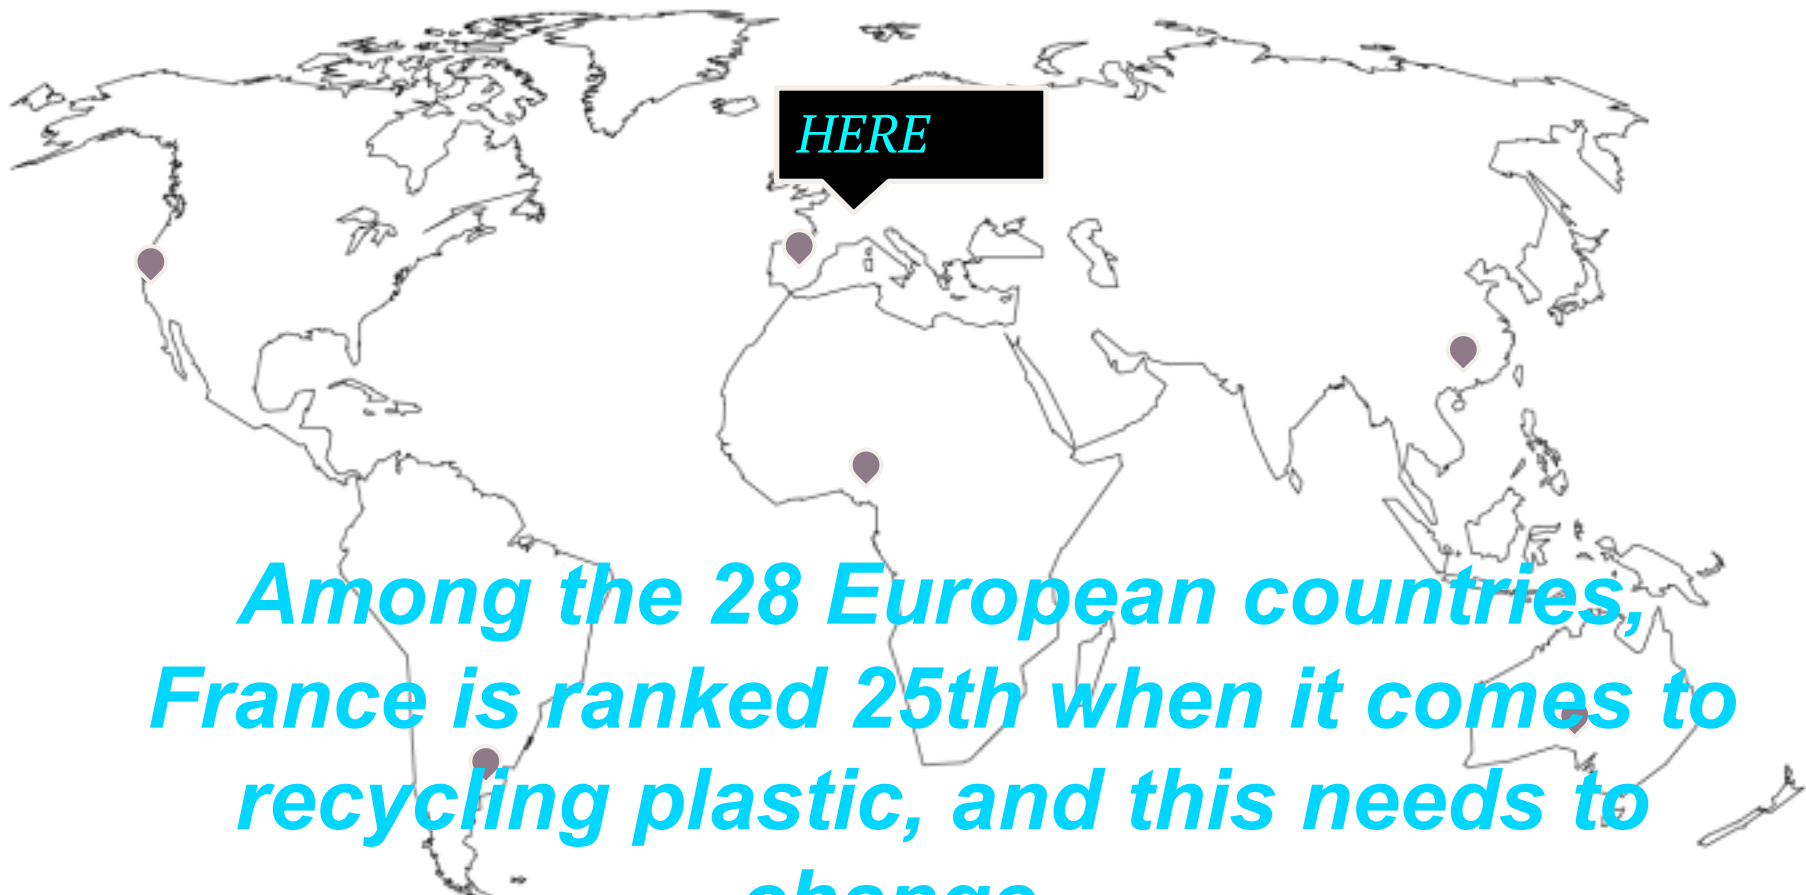 HERE
Among the 28 European countries,
France is ranked 25th when it comes to
recycling plastic, and this needs to
change